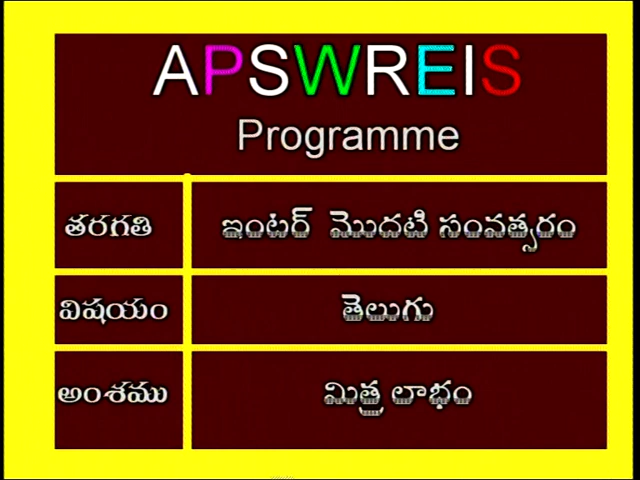 APSWREIS
Programme
తరగతి ఇంటర్ మొదటి సంవత్సరం
విషయం తెలుగు
అంశము మిత్ర లాభం